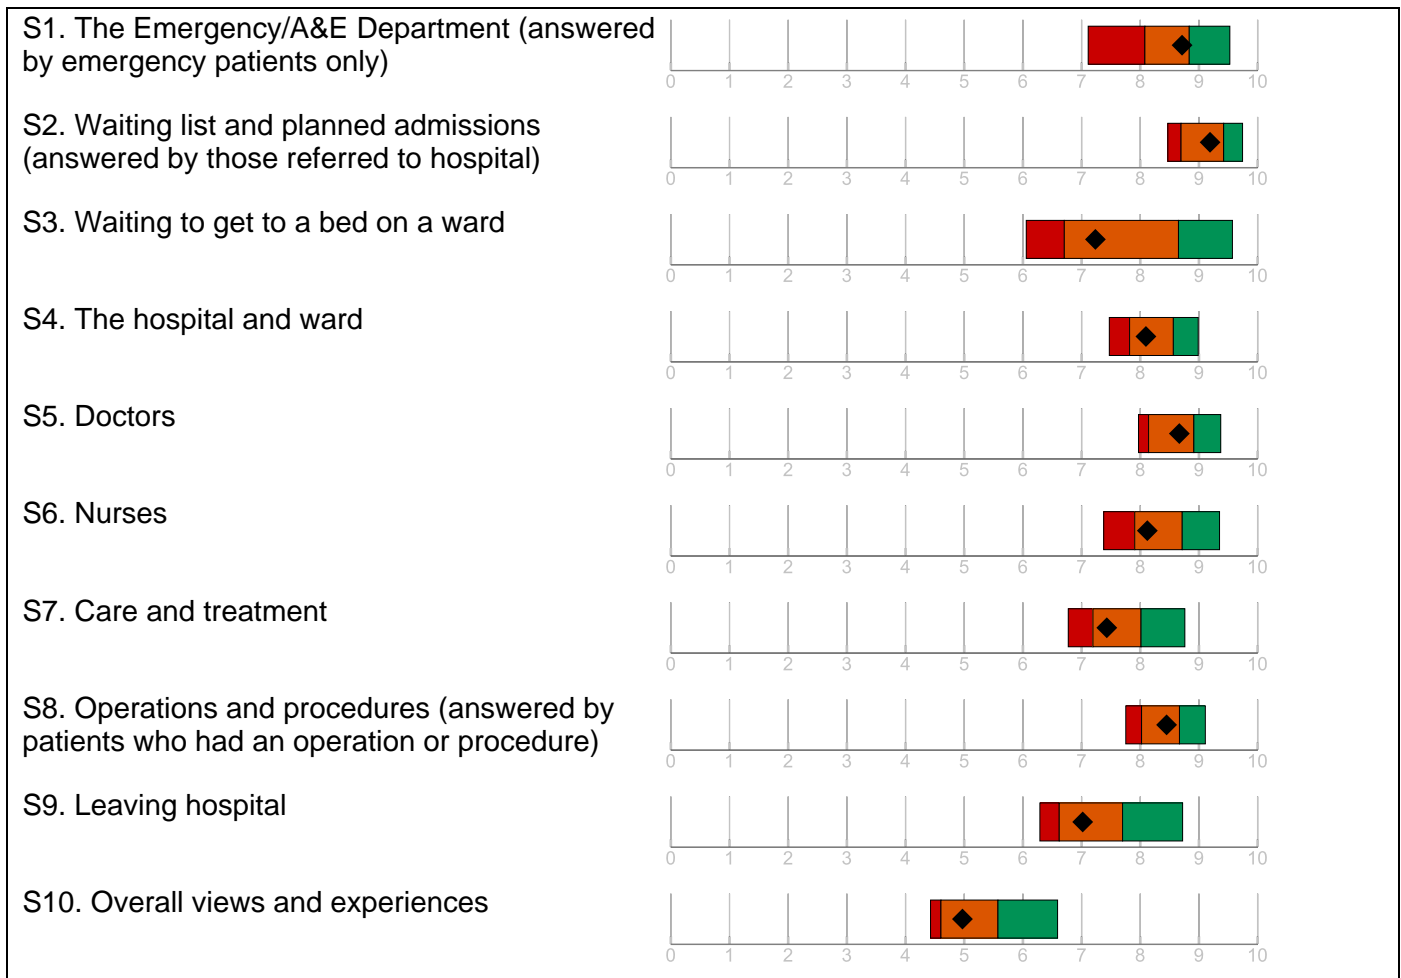 S1. The Emergency/A&E Department (answered
by emergency patients only)
0 1 2 3 4 5 6 7 8 9 10
S2. Waiting list and planned admissions
(answered by those referred to hospital)
0 1 2 3 4 5 6 7 8 9 10
S3. Waiting to get to a bed on a ward
0 1 2 3 4 5 6 7 8 9 10
S4. The hospital and ward
0 1 2 3 4 5 6 7 8 9 10
S5. Doctors
0 1 2 3 4 5 6 7 8 9 10
S6. Nurses
0 1 2 3 4 5 6 7 8 9 10
S7. Care and treatment
0 1 2 3 4 5 6 7 8 9 10
S8. Operations and procedures (answered by
patients who had an operation or procedure)
0 1 2 3 4 5 6 7 8 9 10
S9. Leaving hospital
0 1 2 3 4 5 6 7 8 9 10
S10. Overall views and experiences
0 1 2 3 4 5 6 7 8 9 10